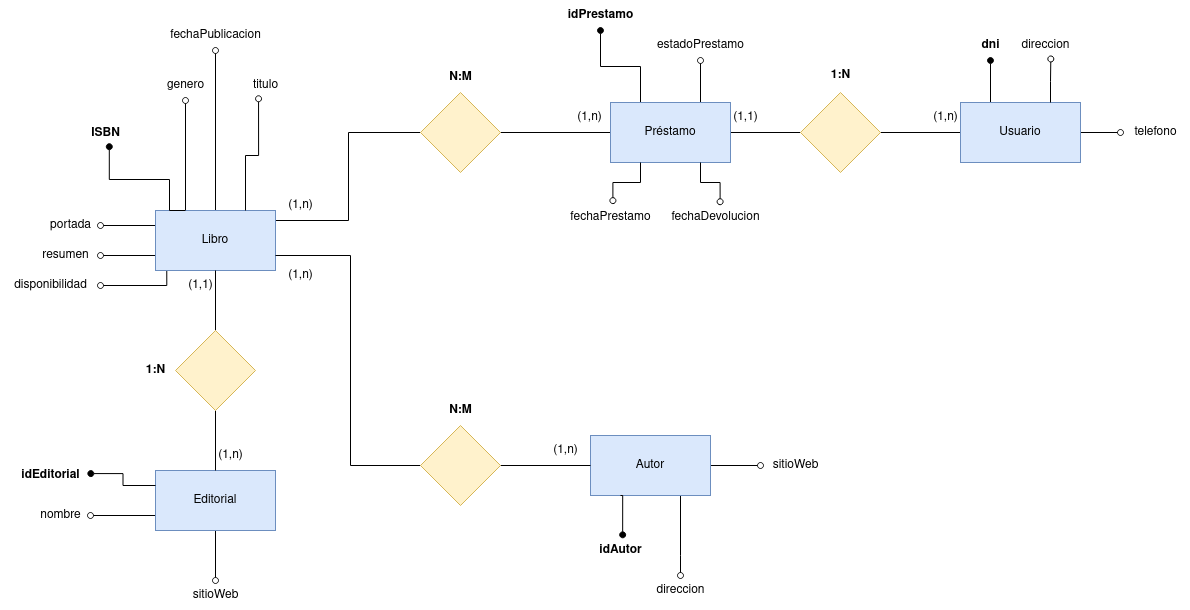 idPrestamo
fechaPublicacion
estadoPrestamo
dni
direccion
genero
titulo
N:M
1:N
ISBN
(1,n)
Préstamo
(1,1)
(1,n)
Usuario
telefono
(1,n)
fechaPrestamo
fechaDevolucion
portada
Libro
resumen
(1,n)
disponibilidad
(1,1)
1:N
N:M
(1,n)
(1,n)
Autor
sitioWeb
idEditorial
Editorial
nombre
idAutor
sitioWeb
direccion